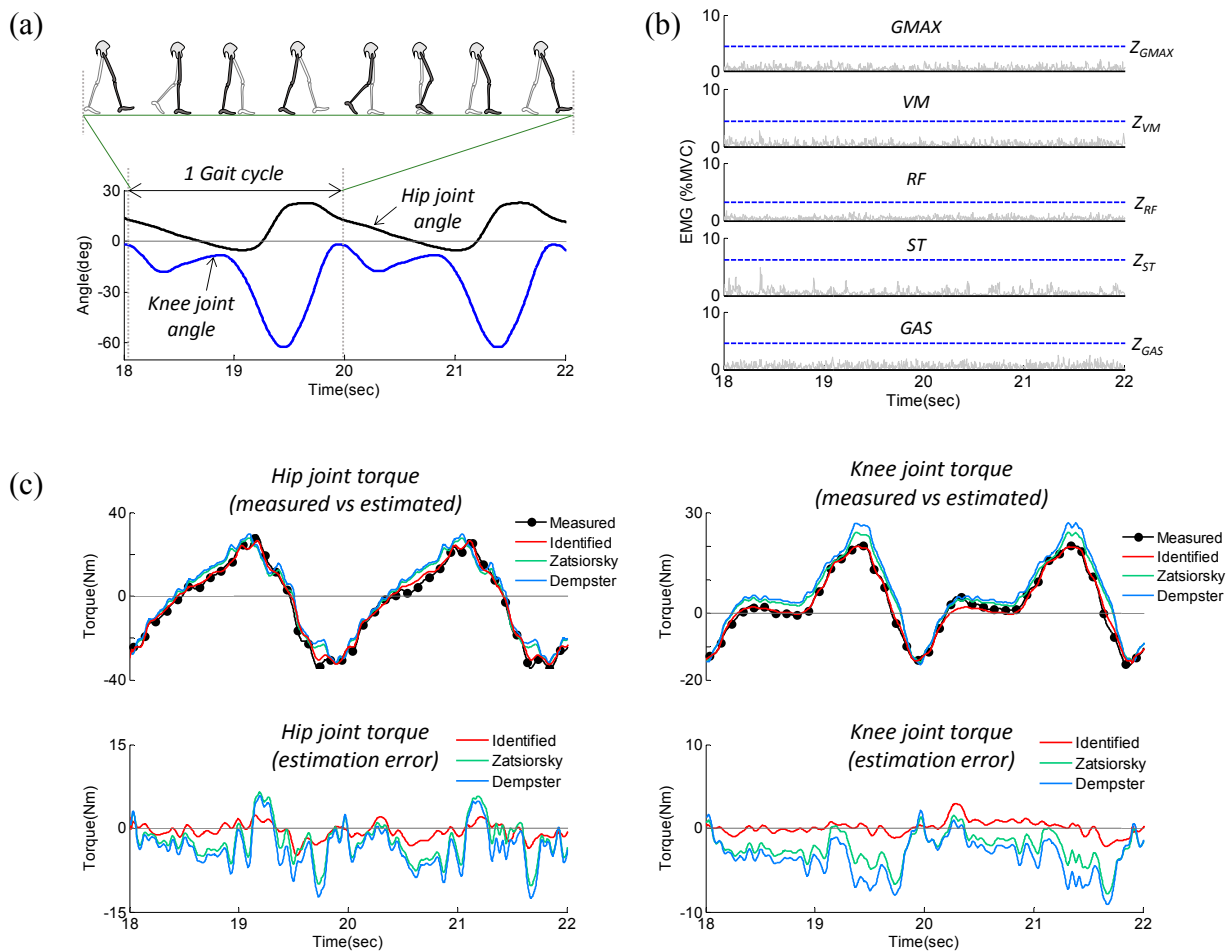 (a)
1 Gait cycle
Hip joint
angle
Knee joint
angle
Angle(deg)
30
0
-30
-60
18
19
20
21
22
Time(sec)
(b)
EMG (%MVC)
10
0
GMAX
Z_GMAX
10
0
VM
Z_VM
10
0
RF
Z_RF
10
0
ST
Z_ST
10
0
GAS
Z_GAS
18
19
20
21
22
Time(sec)
(c)
Hip joint torque
(measured vs estimated)
Measured
Identified
Zatsiorsky
Dempster
Torque(Nm)
40
0
-40
Knee joint torque
(measured vs estimated)
Measured
Identified
Zatsiorsky
Dempster
Torque(Nm)
30
0
-20
Hip joint torque
(estimation error)
Identified
Zatsiorsky
Dempster
Torque(Nm)
15
0
-15
18
19
20
21
22
Time(sec)
Knee joint torque
(estimation error)
Identified
Zatsiorsky
Dempster
Torque(Nm)
10
0
-10
18
19
20
21
22
Time(sec)